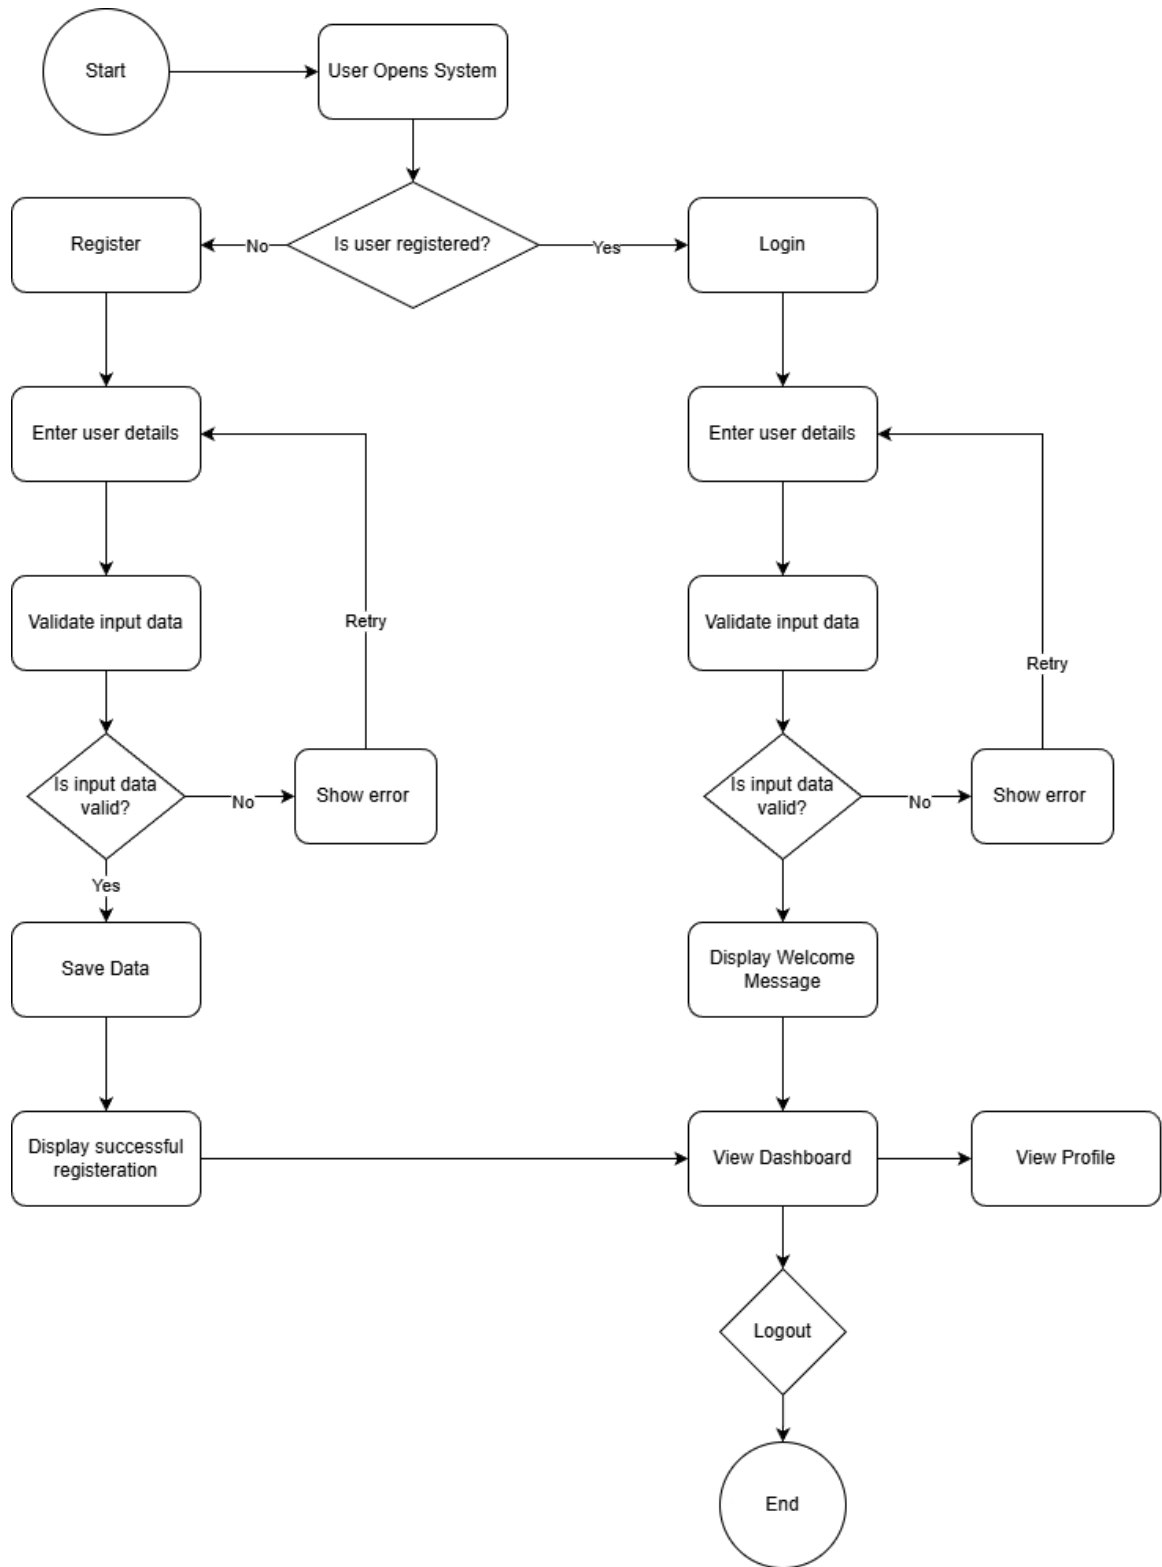 Start
User Opens System
Register
No
Is user registered?
Yes
Login
Enter user details
Enter user details
Validate input data
Retry
Validate input data
Retry
Is input data
valid?
No
Show error
Is input data
valid?
No
Show error
Yes
Save Data
Display Welcome
Message
Display successful
registeration
View Dashboard
View Profile
Logout
End